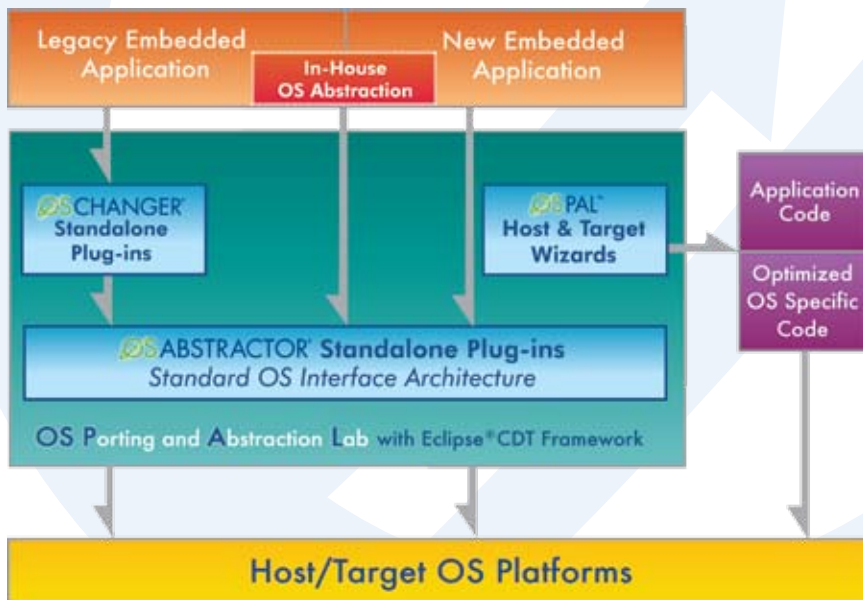 Legacy Embedded
Application
In-House
OS Abstraction
New Embedded
Application
OSCHANGER®
Standalone
Plug-ins
OSPAL™
Host & Target
Wizards
Application
Code
Optimized
OS Specific
Code
OSABSTRACTOR® Standalone Plug-ins
Standard OS Interface Architecture
OS Porting and Abstraction Lab with Eclipse® CDT Framework
Host/Target OS Platforms